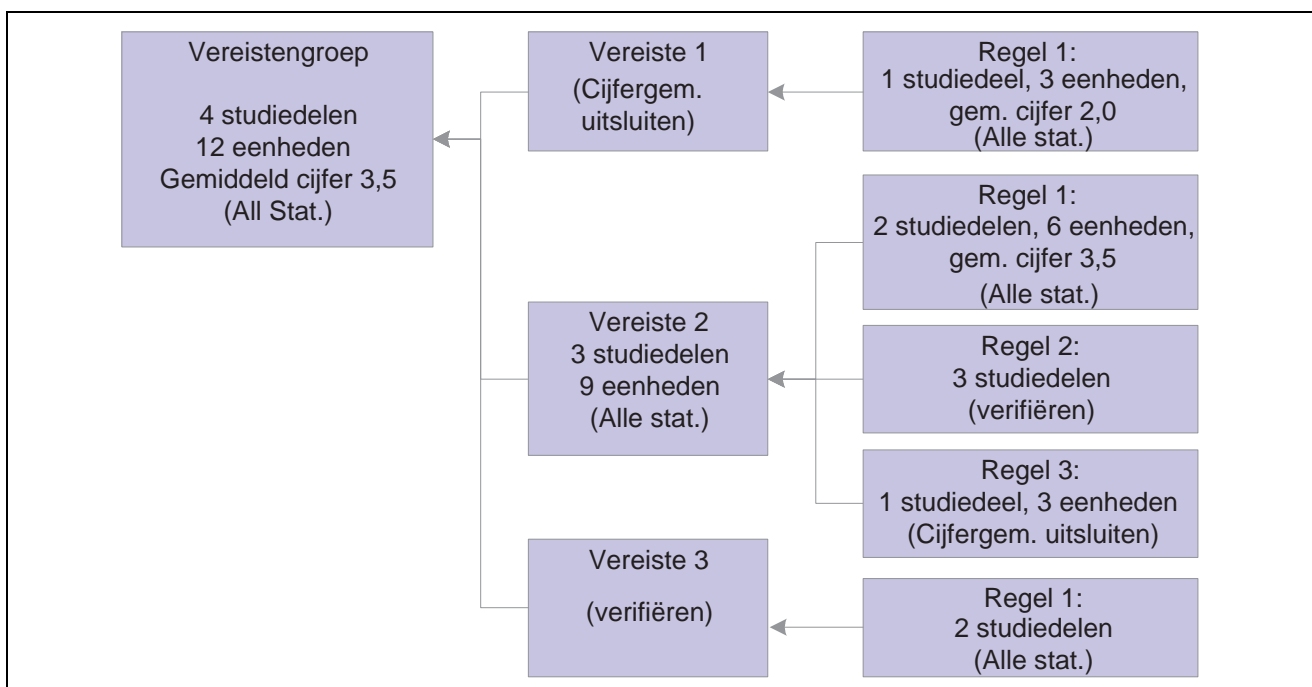 Vereistengroep
4 studiedelen
12 eenheden
Gemiddeld cijfer 3,5
(All Stat.)
Vereiste 1
(Cijfergem.
uitsluiten)
Regel 1:
1 studiedeel, 3 eenheden,
gem. cijfer 2,0
(Alle stat.)
Vereiste 2
3 studiedelen
9 eenheden
(Alle stat.)
Regel 1:
2 studiedelen, 6 eenheden,
gem. cijfer 3,5
(Alle stat.)
Regel 2:
3 studiedelen
(verifiëren)
Regel 3:
1 studiedeel, 3 eenheden
(Cijfergem. uitsluiten)
Vereiste 3
(verifiëren)
Regel 1:
2 studiedelen
(Alle stat.)